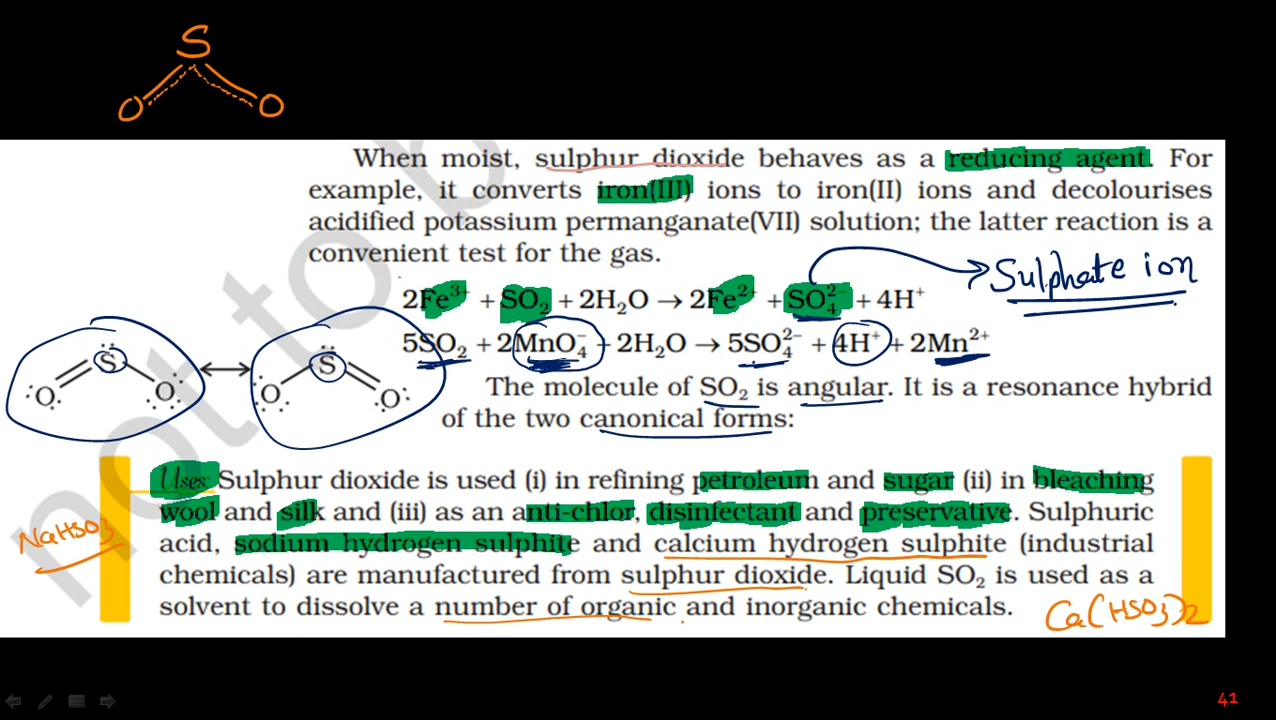 S
O O
When moist, sulphur dioxide behaves as a reducing agent. For
example, it converts iron(III) ions to iron(II) ions and decolourises
acidified potassium permanganate(VII) solution; the latter reaction is a
convenient test for the gas.
Sulphate ion
2Fe³⁺ + SO₂ + 2H₂O → 2Fe²⁺ + SO₄²⁻ + 4H⁺
5SO₂ + 2MnO₄⁻ + 2H₂O → 5SO₄²⁻ + 4H⁺ + 2Mn²⁺
S ↔ S
O O O O
The molecule of SO₂ is angular. It is a resonance hybrid
of the two canonical forms:
Uses: Sulphur dioxide is used (i) in refining petroleum and sugar (ii) in bleaching
wool and silk and (iii) as an anti-chlor, disinfectant and preservative. Sulphuric
acid, sodium hydrogen sulphite and calcium hydrogen sulphite (industrial
chemicals) are manufactured from sulphur dioxide. Liquid SO₂ is used as a
solvent to dissolve a number of organic and inorganic chemicals.
NaHSO₃
Ca(HSO₃)₂
not to b
41